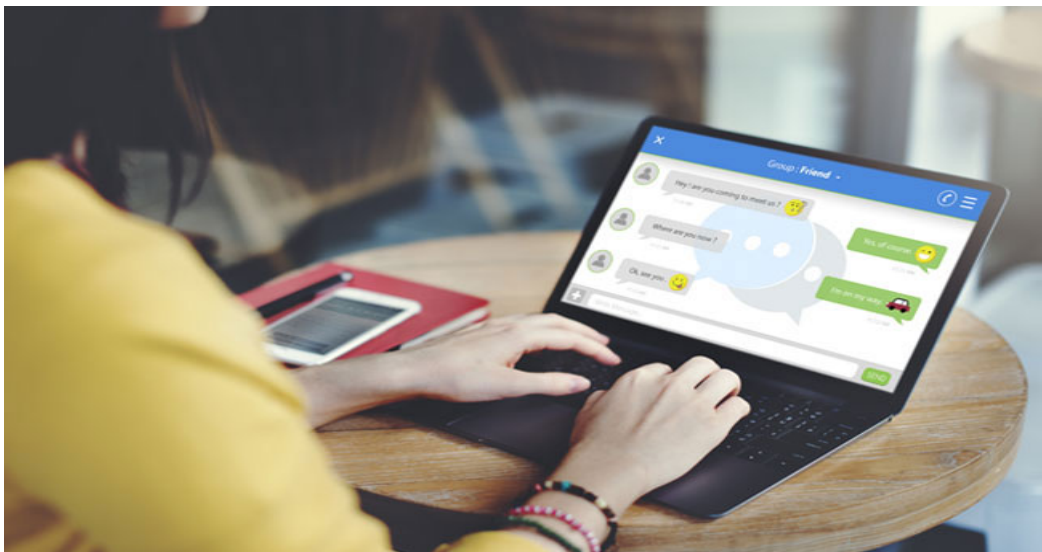 Group : Friend
Hey ! are you coming to meet us ?
Yes, of course
Where are you now ?
I'm on my way.
Ok, see you
SEND